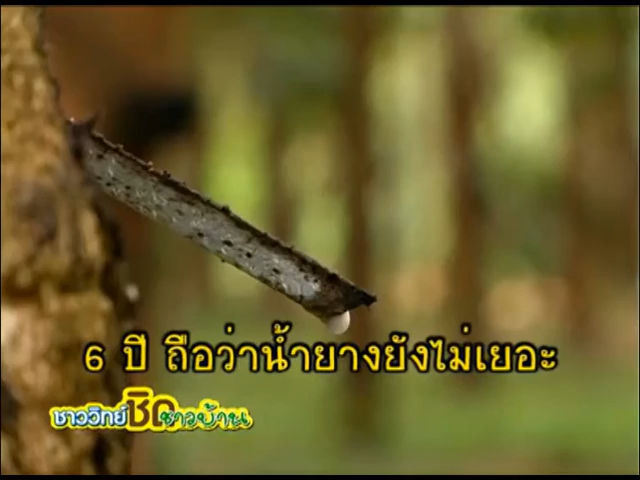 6 ปี ถือว่าน้ำยางยังไม่เยอะ
ชาววิทย์ชิดชาวบ้าน